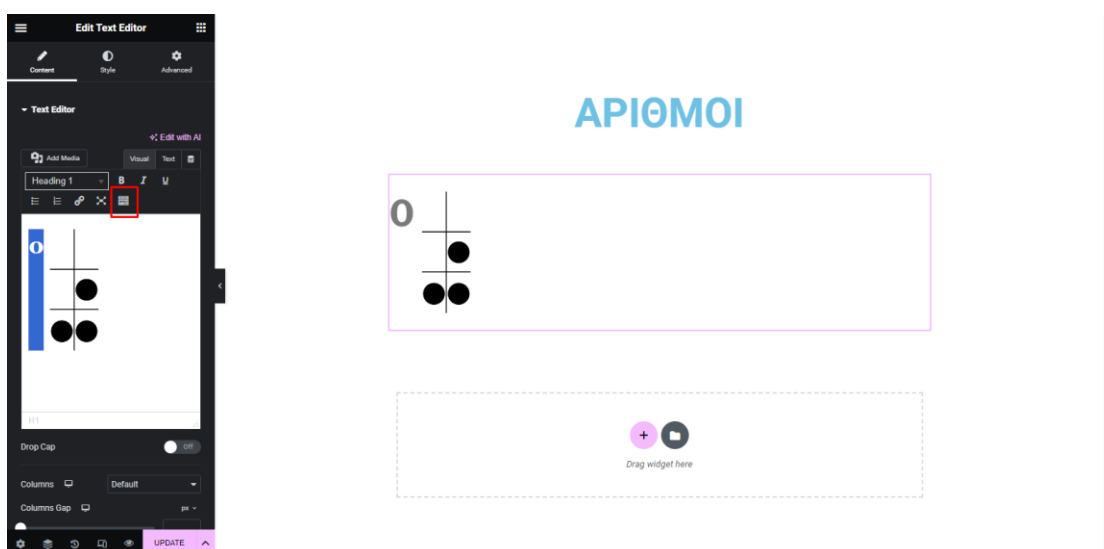 Edit Text Editor
Content
Style
Advanced
Text Editor
Edit with AI
Add Media
Visual
Text
Heading 1
B I U
0
H1
Drop Cap
Off
Columns
Default
Columns Gap
px
UPDATE
ΑΡΙΘΜΟΙ
0
Drag widget here